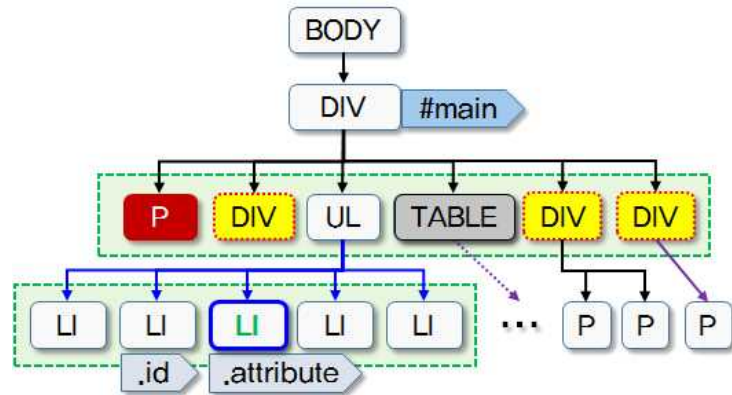 BODY
DIV #main
P DIV UL TABLE DIV DIV
LI LI LI LI LI ... P P P
.id .attribute